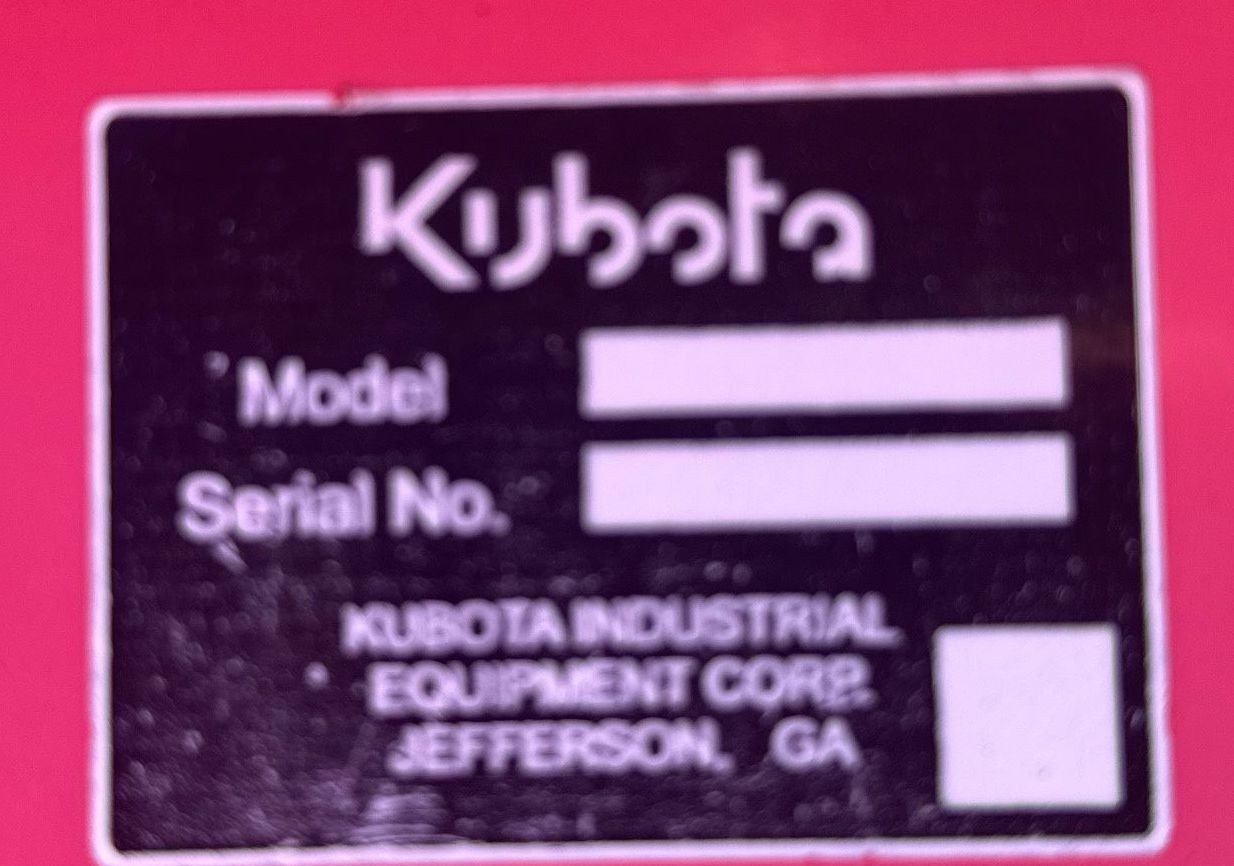 Kubota
Model
Serial No.
KUBOTA INDUSTRIAL
EQUIPMENT CORP.
JEFFERSON, GA